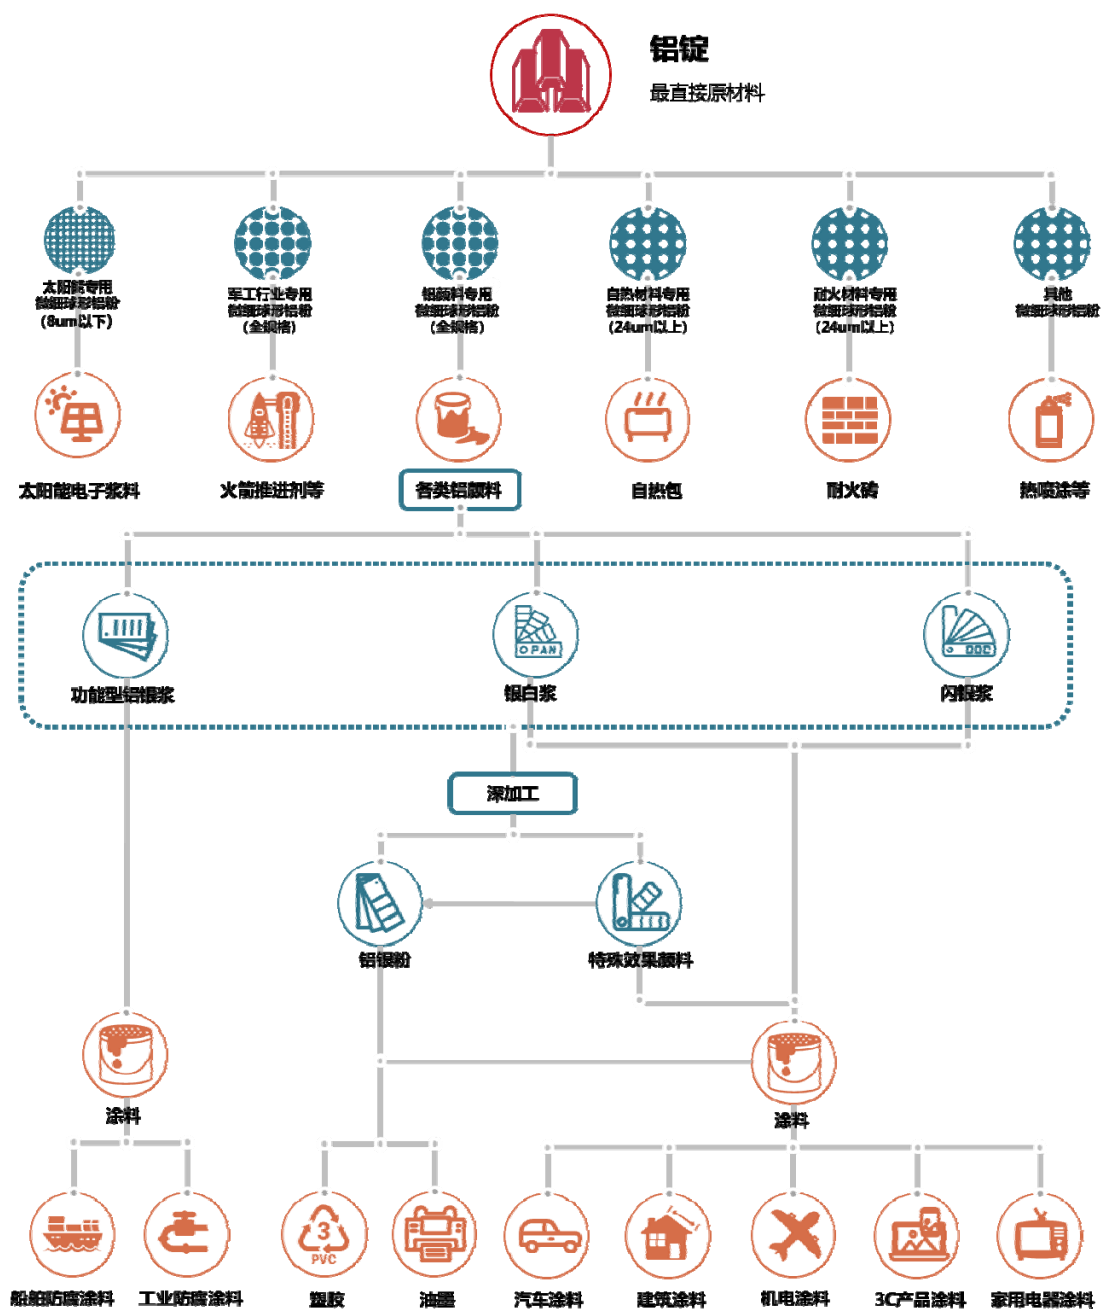 铝锭
最直接原材料
太阳能专用
微细球形铝粉
(8um以下)
军工行业专用
微细球形铝粉
(全规格)
铝颜料专用
微细球形铝粉
(全规格)
自热材料专用
微细球形铝粉
(24um以上)
耐火材料专用
微细球形铝粉
(24um以上)
其他
微细球形铝粉
太阳能电子浆料
火箭推进剂等
各类铝颜料
自热包
耐火砖
热喷涂等
PAN
功能型铝银浆
银白浆
闪银浆
深加工
铝银粉
特殊效果颜料
涂料
涂料
3
PVC
船舶防腐涂料
工业防腐涂料
塑胶
油墨
汽车涂料
建筑涂料
机电涂料
3C产品涂料
家用电器涂料